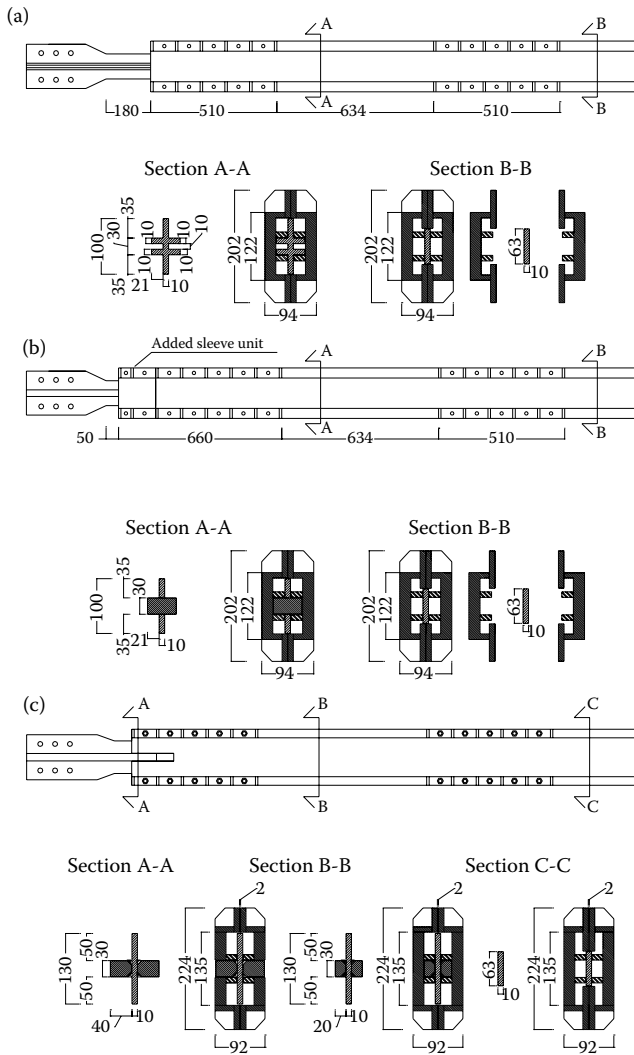 (a)
A
B
A
B
180
510
634
510
Section A-A
Section B-B
35
30
100
35
10
10
10
10
10
21
10
202
122
94
202
122
94
63
10
(b)
Added sleeve unit
A
B
A
B
50
660
634
510
Section A-A
Section B-B
35
30
100
35
21
10
202
122
94
202
122
94
63
10
(c)
A
B
C
A
B
C
Section A-A
Section B-B
Section C-C
2
2
130
50
30
50
40
10
224
135
92
130
50
30
50
20
10
224
135
92
63
10
224
135
92